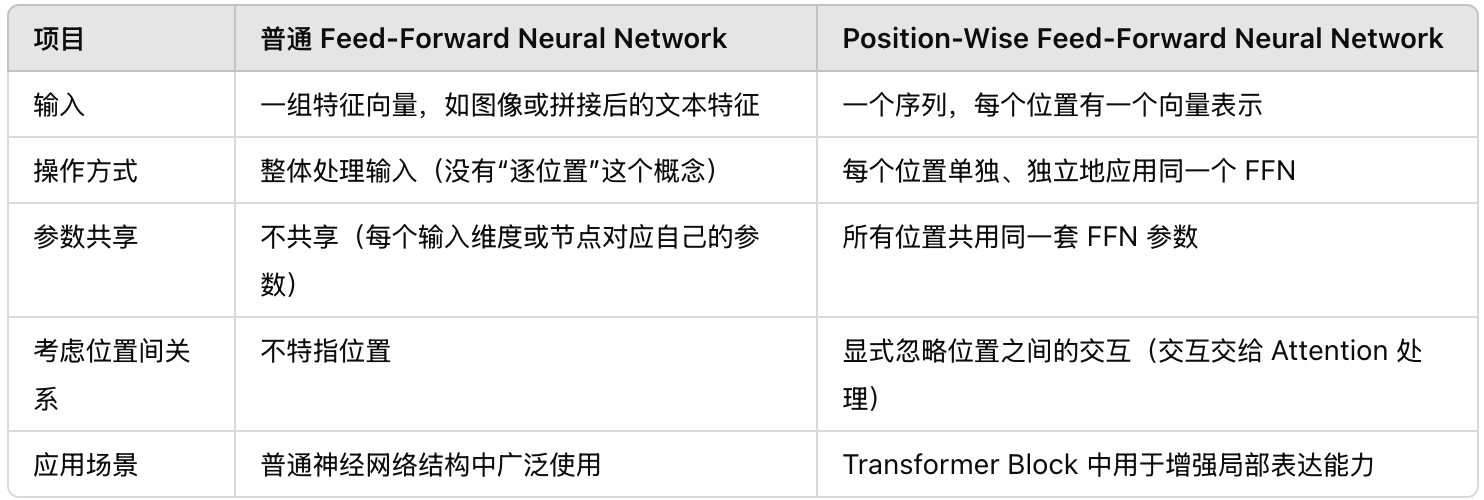 项目
普通 Feed-Forward Neural Network
Position-Wise Feed-Forward Neural Network
输入
一组特征向量，如图像或拼接后的文本特征
一个序列，每个位置有一个向量表示
操作方式
整体处理输入（没有“逐位置”这个概念）
每个位置单独、独立地应用同一个 FFN
参数共享
不共享（每个输入维度或节点对应自己的参
数）
所有位置共用同一套 FFN 参数
考虑位置间关
系
不特指位置
显式忽略位置之间的交互（交互交给 Attention 处
理）
应用场景
普通神经网络结构中广泛使用
Transformer Block 中用于增强局部表达能力